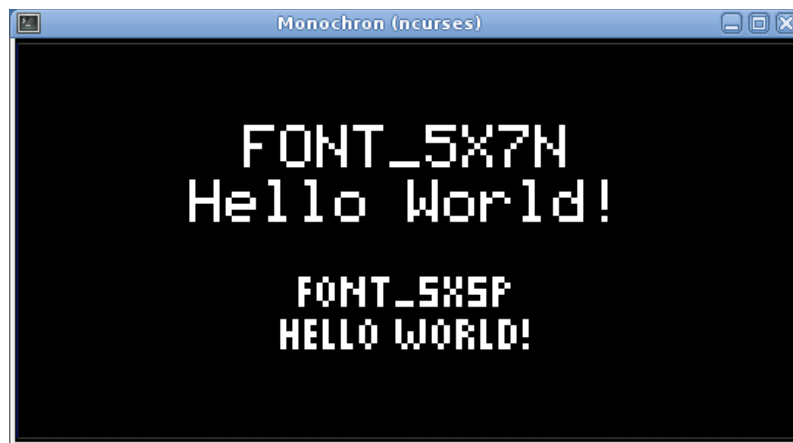 Monochron (ncurses)
FONT_5X7N
Hello World!
FONT_5X5P
HELLO WORLD!